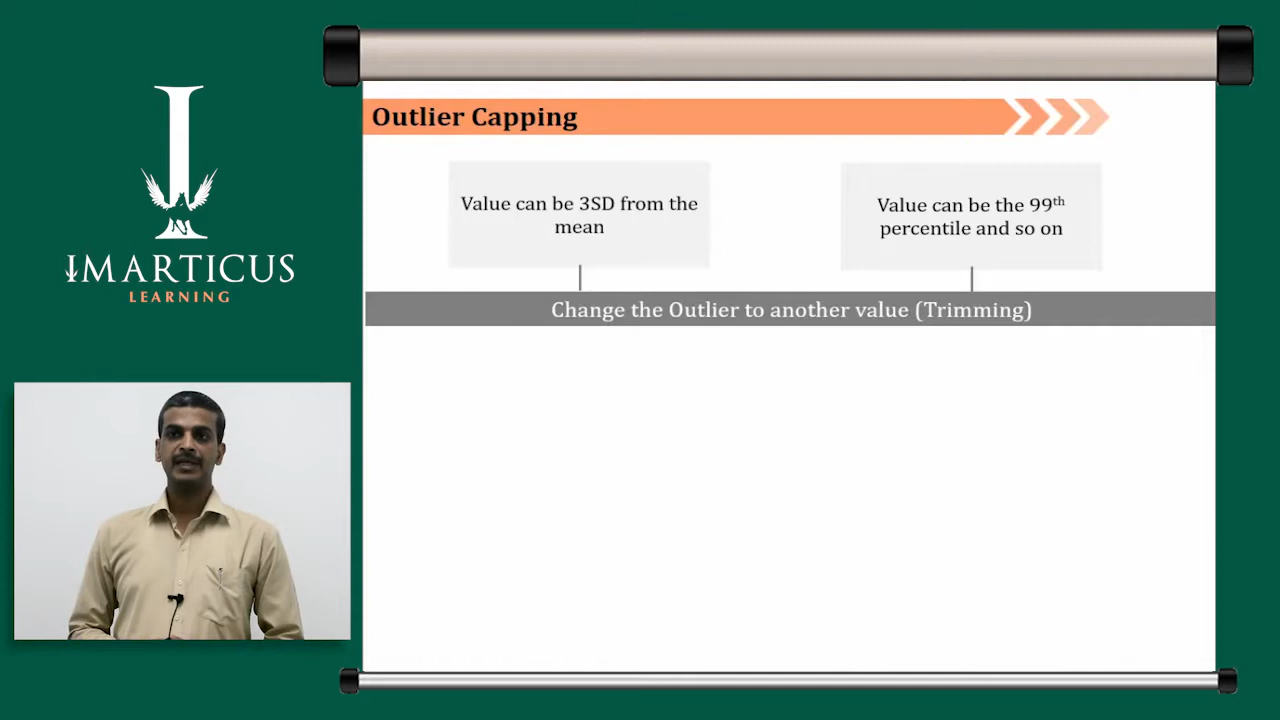 IMARTICUS
LEARNING
Outlier Capping
Value can be 3SD from the
mean
Value can be the 99th
percentile and so on
Change the Outlier to another value (Trimming)